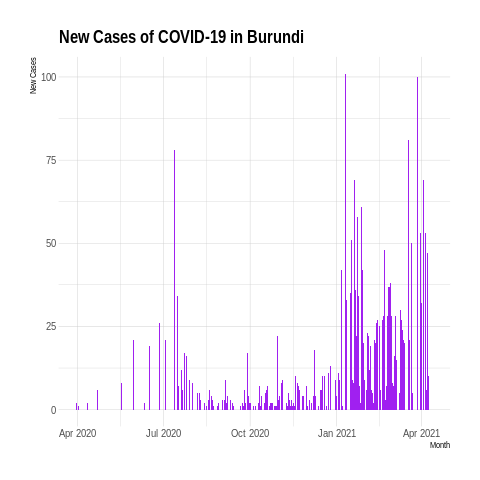 New Cases of COVID-19 in Burundi
New Cases
100
75
50
25
0
Apr 2020 Jul 2020 Oct 2020 Jan 2021 Apr 2021
Month